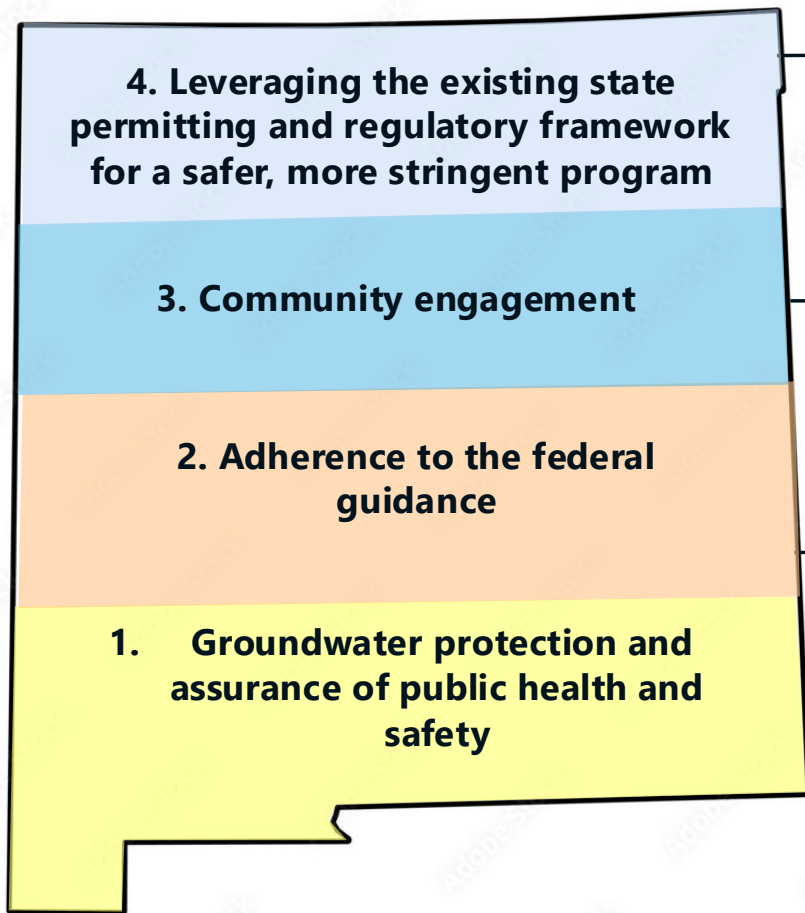 4. Leveraging the existing state
permitting and regulatory framework
for a safer, more stringent program
3. Community engagement
2. Adherence to the federal
guidance
1. Groundwater protection and
assurance of public health and
safety